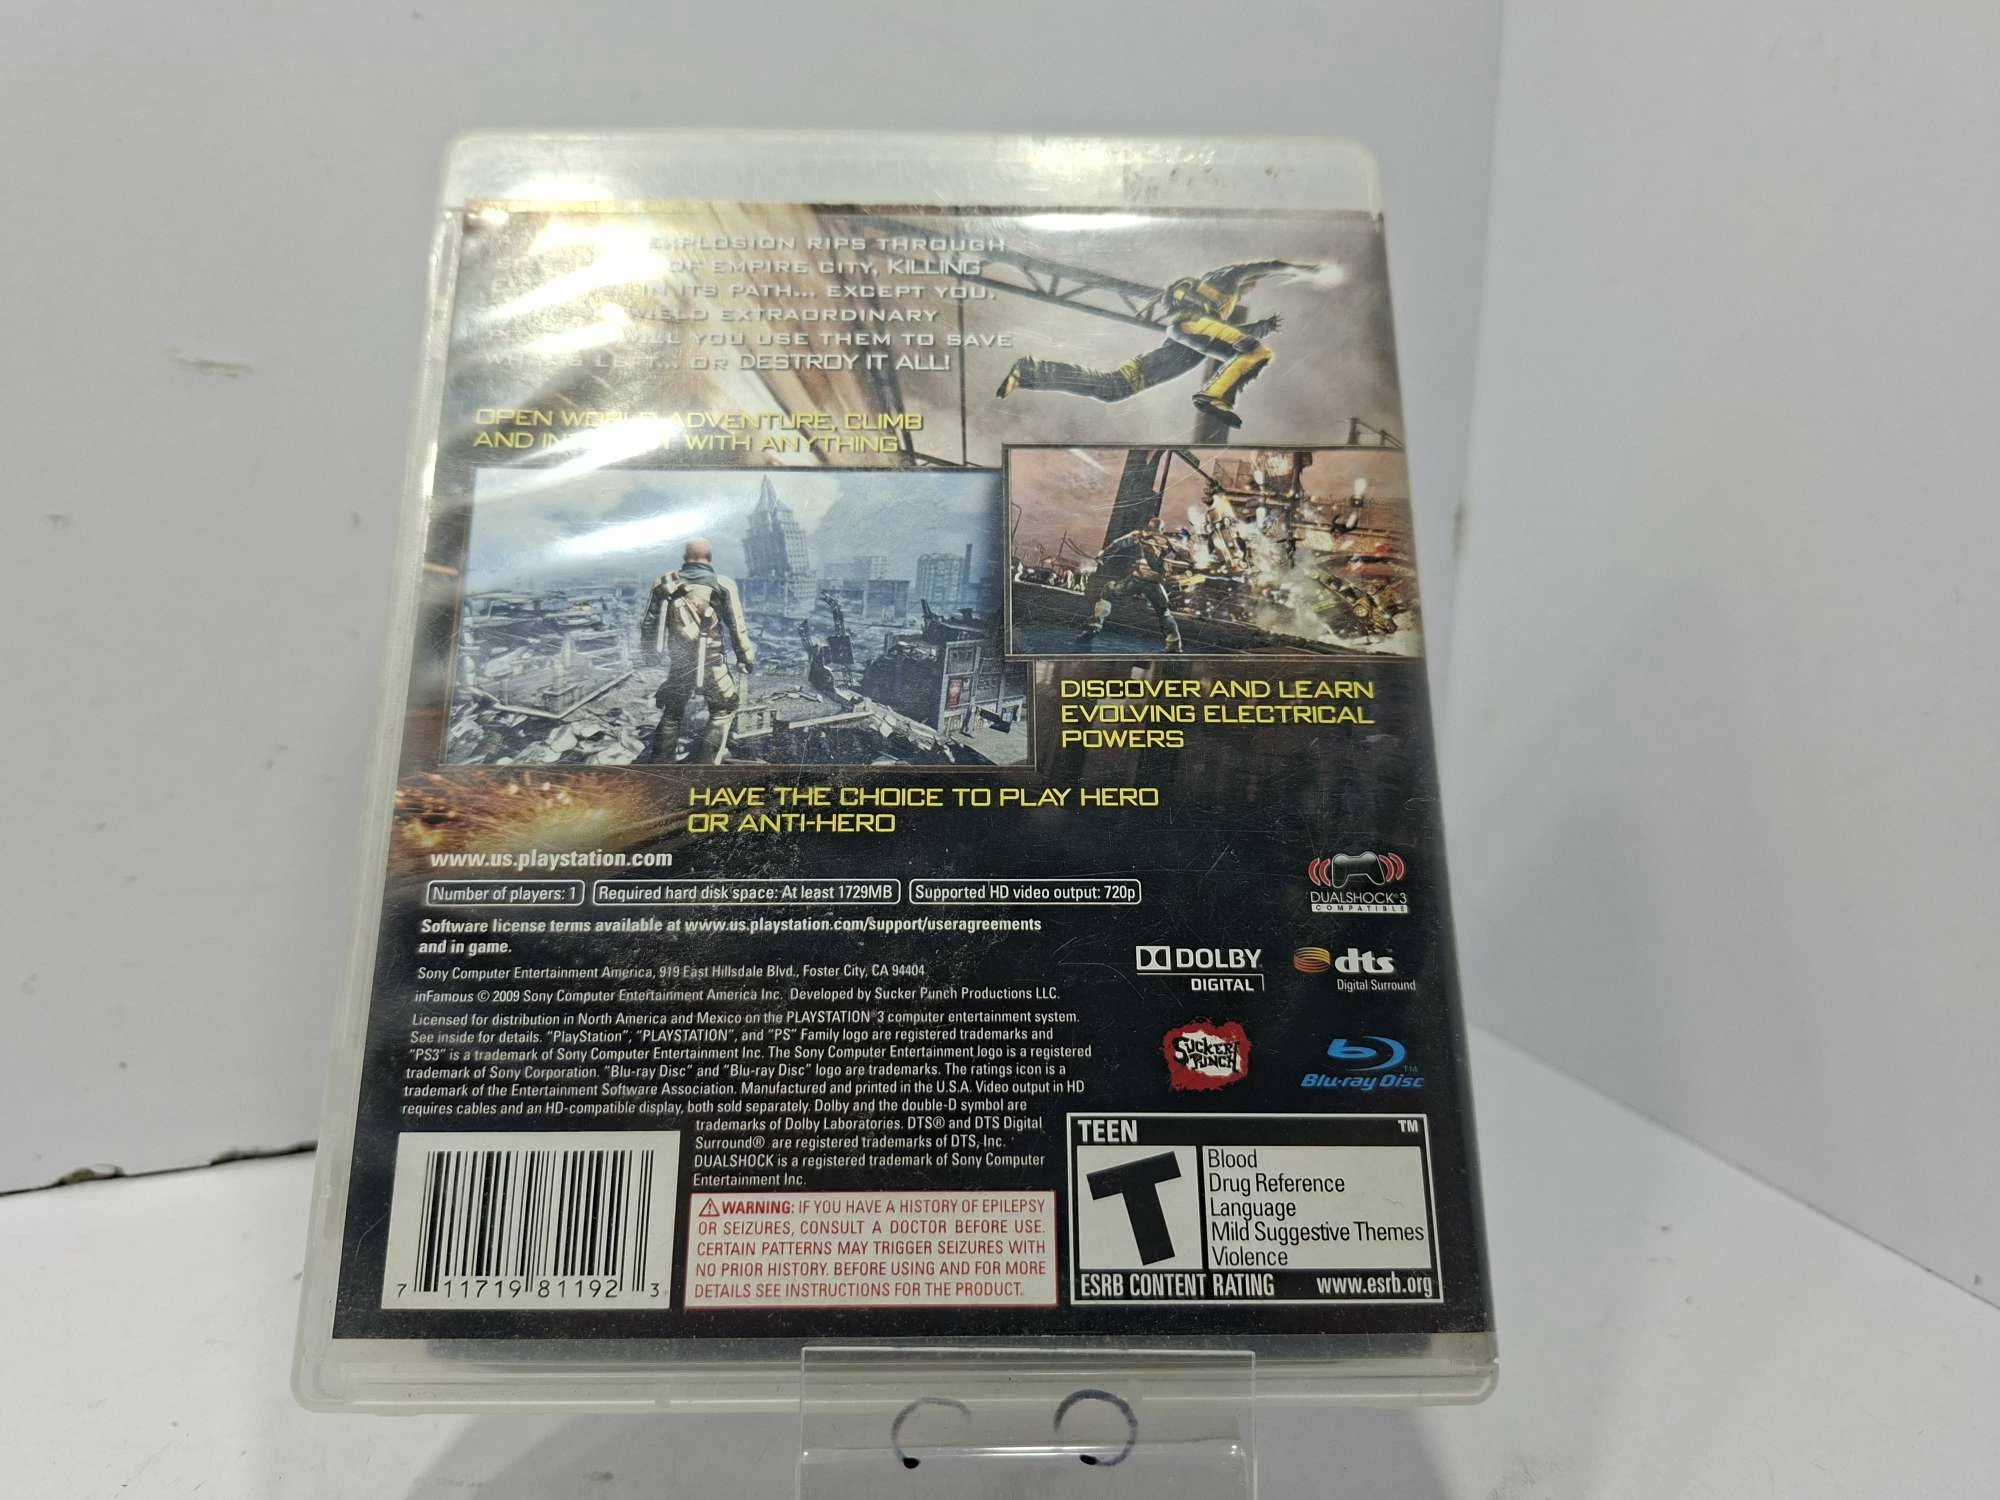 EXPLOSION RIPS THROUGH
OF EMPIRE CITY, KILLING
IN ITS PATH... EXCEPT YOU.
WIELD EXTRAORDINARY
WILL YOU USE THEM TO SAVE
WHAT'S LEFT... OR DESTROY IT ALL!
OPEN WORLD ADVENTURE, CLIMB
AND INTERACT WITH ANYTHING
DISCOVER AND LEARN
EVOLVING ELECTRICAL
POWERS
HAVE THE CHOICE TO PLAY HERO
OR ANTI-HERO
www.us.playstation.com
Number of players: 1 Required hard disk space: At least 1729MB Supported HD video output: 720p
DUALSHOCK®3
COMPATIBLE
Software license terms available at www.us.playstation.com/support/useragreements
and in game.
Sony Computer Entertainment America, 919 East Hillsdale Blvd., Foster City, CA 94404
inFamous © 2009 Sony Computer Entertainment America Inc. Developed by Sucker Punch Productions LLC.
Licensed for distribution in North America and Mexico on the PLAYSTATION®3 computer entertainment system.
See inside for details. "PlayStation", "PLAYSTATION", and "PS" Family logo are registered trademarks and
"PS3" is a trademark of Sony Computer Entertainment Inc. The Sony Computer Entertainment logo is a registered
trademark of Sony Corporation. "Blu-ray Disc" and "Blu-ray Disc" logo are trademarks. The ratings icon is a
trademark of the Entertainment Software Association. Manufactured and printed in the U.S.A. Video output in HD
requires cables and an HD-compatible display, both sold separately. Dolby and the double-D symbol are
trademarks of Dolby Laboratories. DTS® and DTS Digital
Surround® are registered trademarks of DTS, Inc.
DUALSHOCK is a registered trademark of Sony Computer
Entertainment Inc.
DOLBY
DIGITAL
dts
Digital Surround
SUCKER
PUNCH
Blu-ray Disc™
7 11719 81192 3
WARNING: IF YOU HAVE A HISTORY OF EPILEPSY
OR SEIZURES, CONSULT A DOCTOR BEFORE USE.
CERTAIN PATTERNS MAY TRIGGER SEIZURES WITH
NO PRIOR HISTORY. BEFORE USING AND FOR MORE
DETAILS SEE INSTRUCTIONS FOR THE PRODUCT.
TEEN ™
T
Blood
Drug Reference
Language
Mild Suggestive Themes
Violence
ESRB CONTENT RATING www.esrb.org